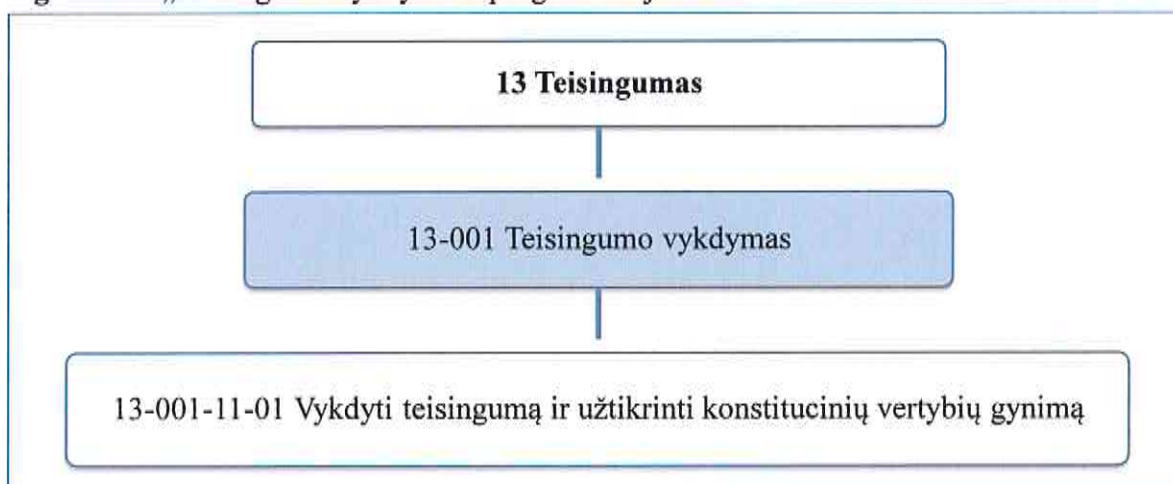 13 Teisingumas
13-001 Teisingumo vykdymas
13-001-11-01 Vykdyti teisingumą ir užtikrinti konstitucinių vertybių gynimą